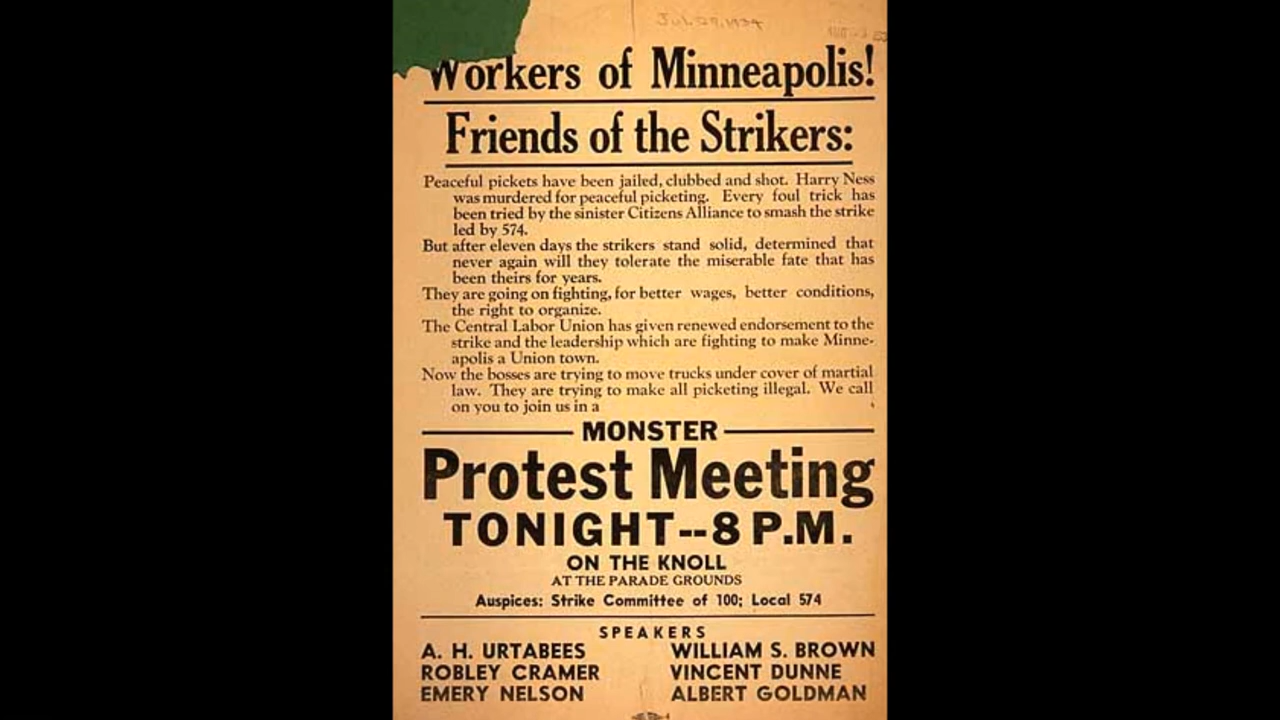 Jul. 27, 1934
Workers of Minneapolis!
Friends of the Strikers:
Peaceful pickets have been jailed, clubbed and shot. Harry Ness
was murdered for peaceful picketing. Every foul trick has
been tried by the sinister Citizens Alliance to smash the strike
led by 574.
But after eleven days the strikers stand solid, determined that
never again will they tolerate the miserable fate that has
been theirs for years.
They are going on fighting, for better wages, better conditions,
the right to organize.
The Central Labor Union has given renewed endorsement to the
strike and the leadership which are fighting to make Minne-
apolis a Union town.
Now the bosses are trying to move trucks under cover of martial
law. They are trying to make all picketing illegal. We call
on you to join us in a
MONSTER
Protest Meeting
TONIGHT--8 P.M.
ON THE KNOLL
AT THE PARADE GROUNDS
Auspices: Strike Committee of 100; Local 574
SPEAKERS
A. H. URTABEES WILLIAM S. BROWN
ROBLEY CRAMER VINCENT DUNNE
EMERY NELSON ALBERT GOLDMAN